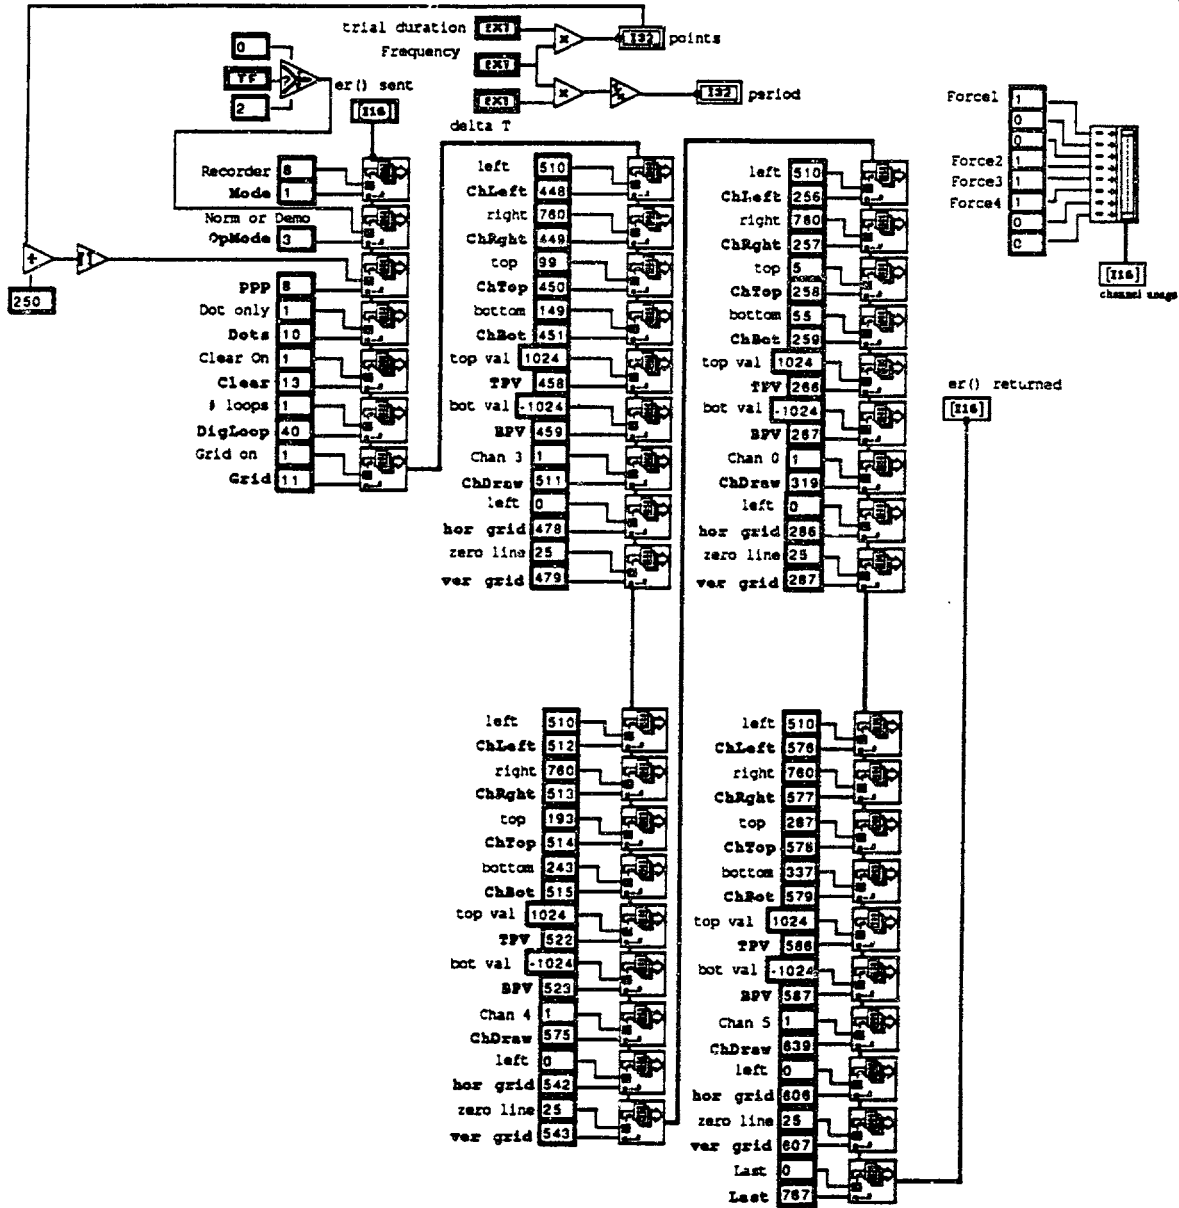 trial duration EXT
I32 points
Frequency EXT
EXT
delta T
I32 period
0
TF
2
er() sent
[I16]
Recorder 8
Mode 1
Norm or Demo
OpMode 3
+
250
PPP 8
Dot only 1
Dots 10
Clear On 1
Clear 13
# loops 1
DigLoop 40
Grid on 1
Grid 11
left 510
ChLeft 448
right 760
ChRght 449
top 99
ChTop 450
bottom 149
ChBot 451
top val 1024
TPV 458
bot val -1024
BPV 459
Chan 3 1
ChDraw 511
left 0
hor grid 478
zero line 25
ver grid 479
left 510
ChLeft 256
right 760
ChRght 257
top 5
ChTop 258
bottom 55
ChBot 259
top val 1024
TPV 266
bot val -1024
BPV 267
Chan 0 1
ChDraw 319
left 0
hor grid 286
zero line 25
ver grid 287
Force1 1
0
0
Force2 1
Force3 1
Force4 1
0
0
[I16]
channel usage
er() returned
[I16]
left 510
ChLeft 512
right 760
ChRght 513
top 193
ChTop 514
bottom 243
ChBot 515
top val 1024
TPV 522
bot val -1024
BPV 523
Chan 4 1
ChDraw 575
left 0
hor grid 542
zero line 25
ver grid 543
left 510
ChLeft 576
right 760
ChRght 577
top 287
ChTop 578
bottom 337
ChBot 579
top val 1024
TPV 586
bot val -1024
BPV 587
Chan 5 1
ChDraw 639
left 0
hor grid 606
zero line 25
ver grid 607
Last 0
Last 767